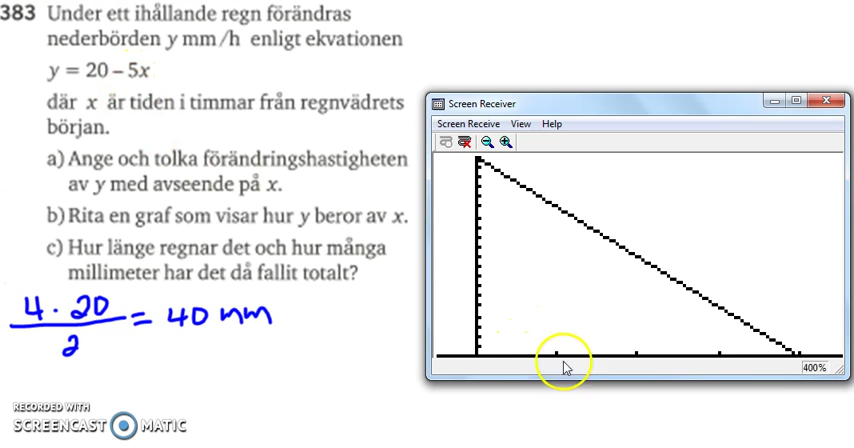 383 Under ett ihållande regn förändras
nederbörden y mm/h enligt ekvationen
y = 20 – 5x
där x är tiden i timmar från regnvädrets
början.
a) Ange och tolka förändringshastigheten
av y med avseende på x.
b) Rita en graf som visar hur y beror av x.
c) Hur länge regnar det och hur många
millimeter har det då fallit totalt?
4 · 20
= 40 mm
2
Screen Receiver
Screen Receive View Help
400%
RECORDED WITH
SCREENCAST MATIC